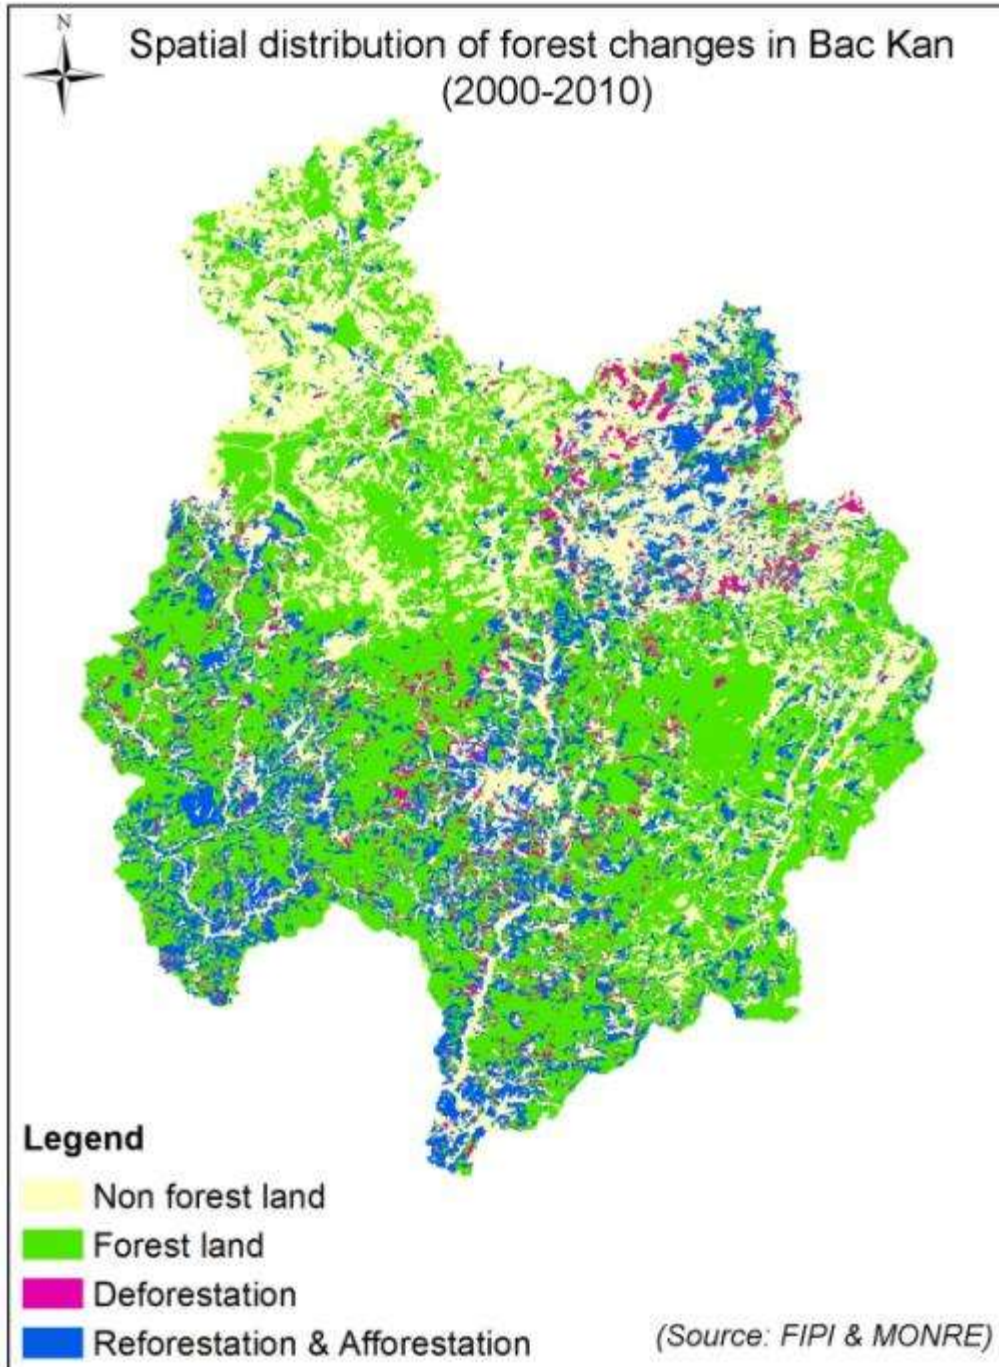 N
Spatial distribution of forest changes in Bac Kan
(2000-2010)
Legend
Non forest land
Forest land
Deforestation
Reforestation & Afforestation
(Source: FIPI & MONRE)